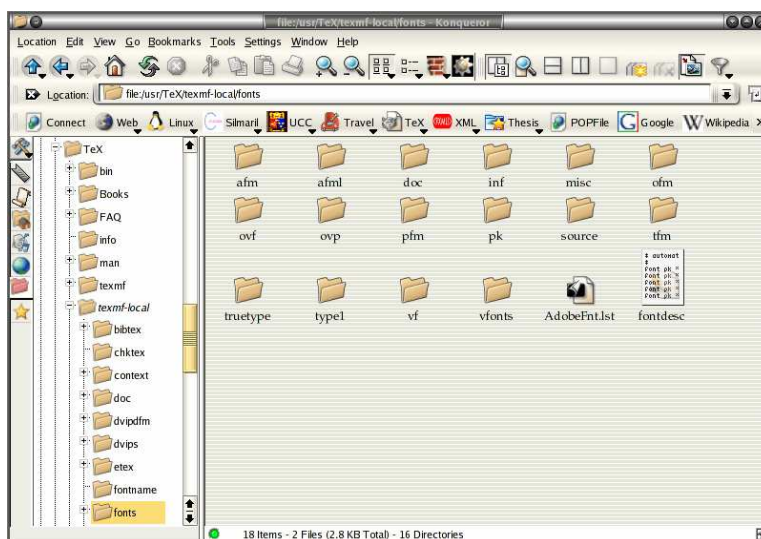 file:/usr/TeX/texmf-local/fonts - Konqueror
Location Edit View Go Bookmarks Tools Settings Window Help
Location: file:/usr/TeX/texmf-local/fonts
Connect Web Linux Silmaril UCC Travel TeX XML Thesis POPFile Google Wikipedia
TeX
bin
Books
FAQ
info
man
texmf
texmf-local
bibtex
chktex
context
doc
dvipdfm
dvips
etex
fontname
fonts
afm afml doc inf misc ofm
ovf ovp pfm pk source tfm
truetype type1 vf vfonts AdobeFnt.lst fontdesc
18 Items - 2 Files (2.8 KB Total) - 16 Directories